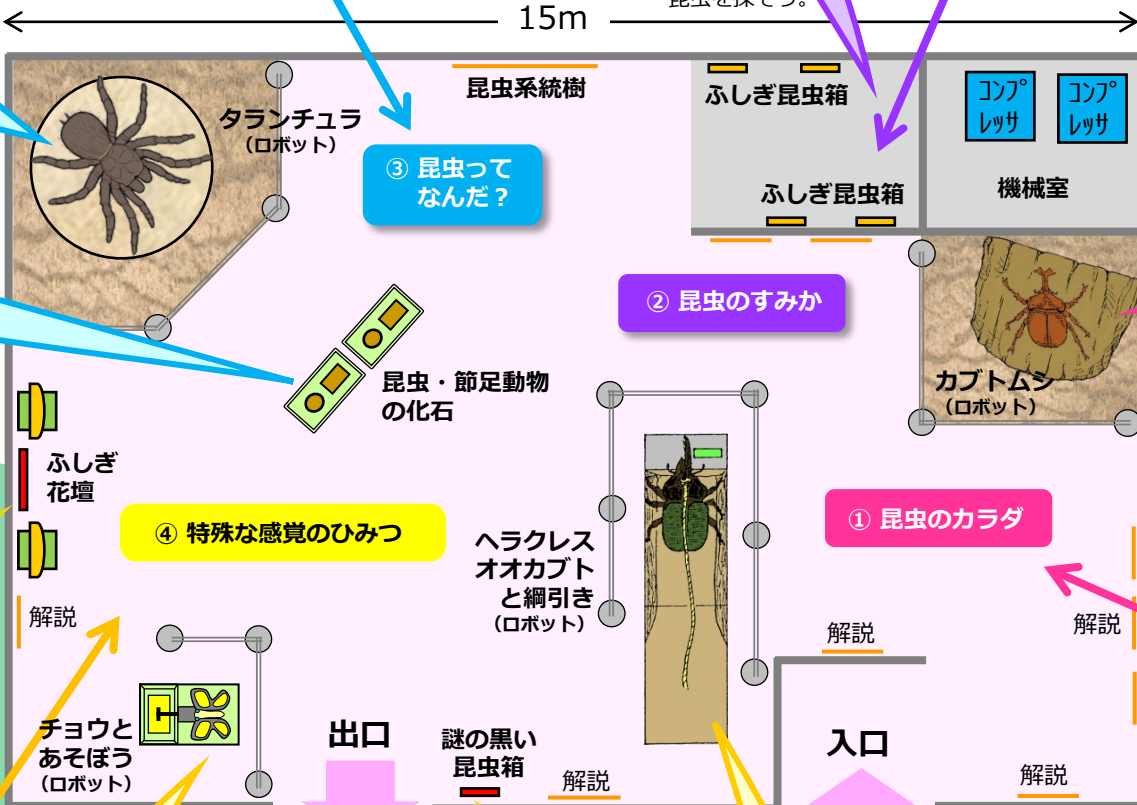 昆虫を探そう。
15m
昆虫系統樹
タランチュラ
(ロボット)
③ 昆虫って
なんだ？
ふしぎ昆虫箱
ふしぎ昆虫箱
コンプ
レッサ
コンプ
レッサ
機械室
② 昆虫のすみか
カブトムシ
(ロボット)
昆虫・節足動物
の化石
ふしぎ
花壇
④ 特殊な感覚のひみつ
ヘラクレス
オオカブト
と綱引き
(ロボット)
① 昆虫のカラダ
解説
解説
解説
チョウと
あそぼう
(ロボット)
出口
謎の黒い
昆虫箱
解説
入口
解説